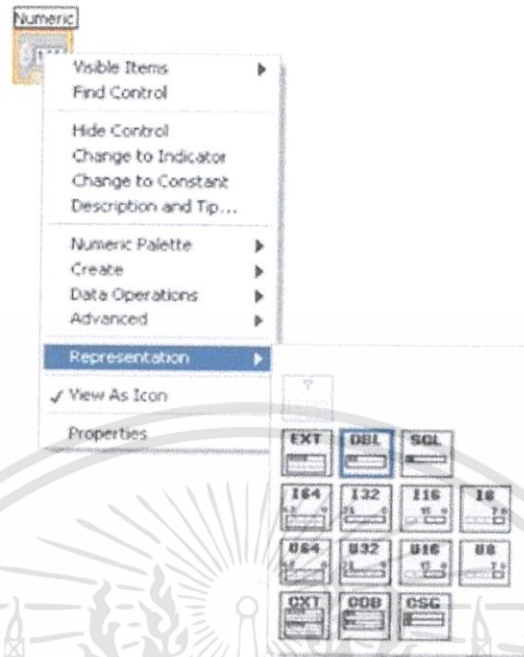 Numeric
Visible Items
Find Control
Hide Control
Change to Indicator
Change to Constant
Description and Tip...
Numeric Palette
Create
Data Operations
Advanced
Representation
✓ View As Icon
Properties
?
EXT DBL SGL
I64 I32 I16 I8
U64 U32 U16 U8
CXT CDB CSG